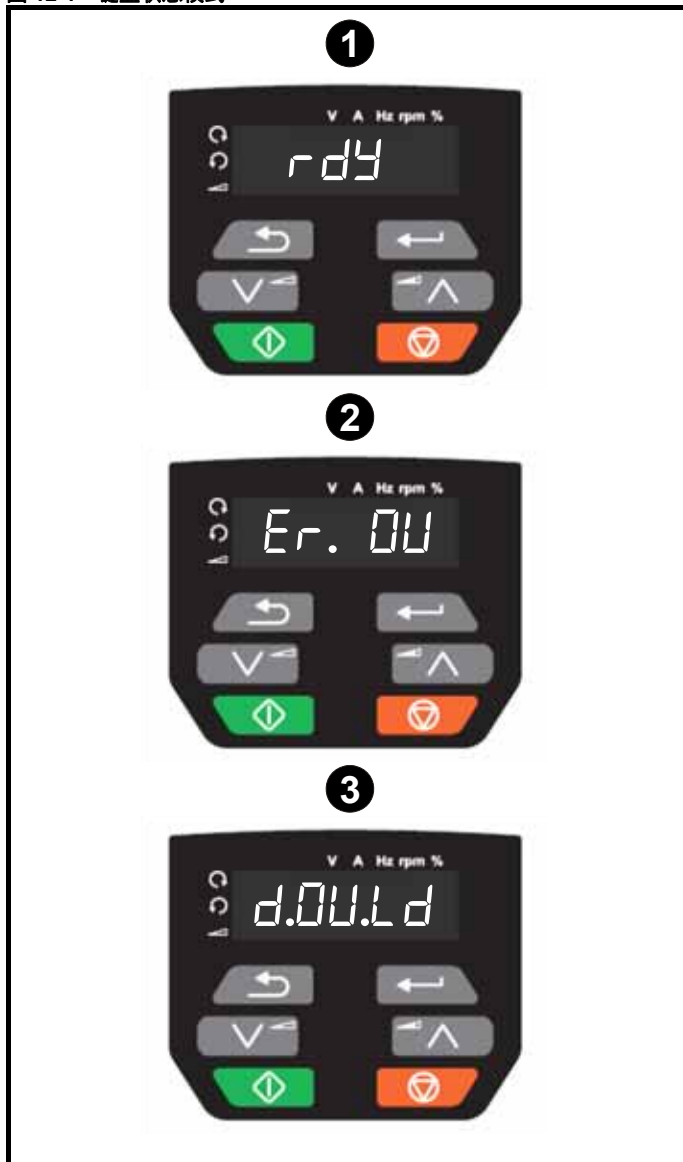 1
V A Hz rpm %
rdy
2
V A Hz rpm %
Er. OU
3
V A Hz rpm %
d.OU.Ld